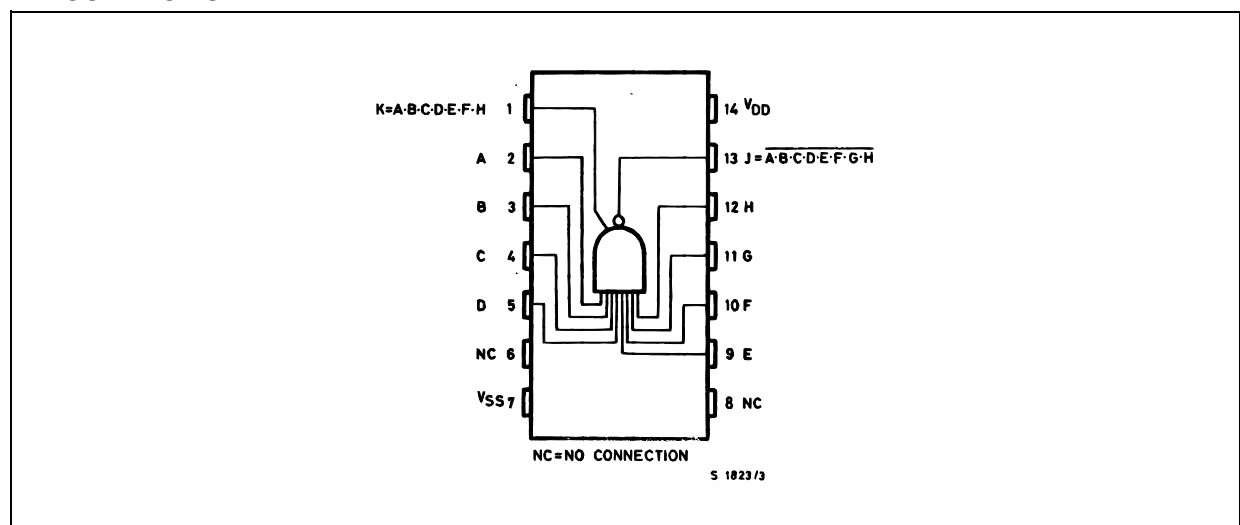 K=A·B·C·D·E·F·H 1
A 2
B 3
C 4
D 5
NC 6
VSS 7
14 VDD
13 J = A·B·C·D·E·F·G·H
12 H
11 G
10 F
9 E
8 NC
NC=NO CONNECTION
S 1823/3